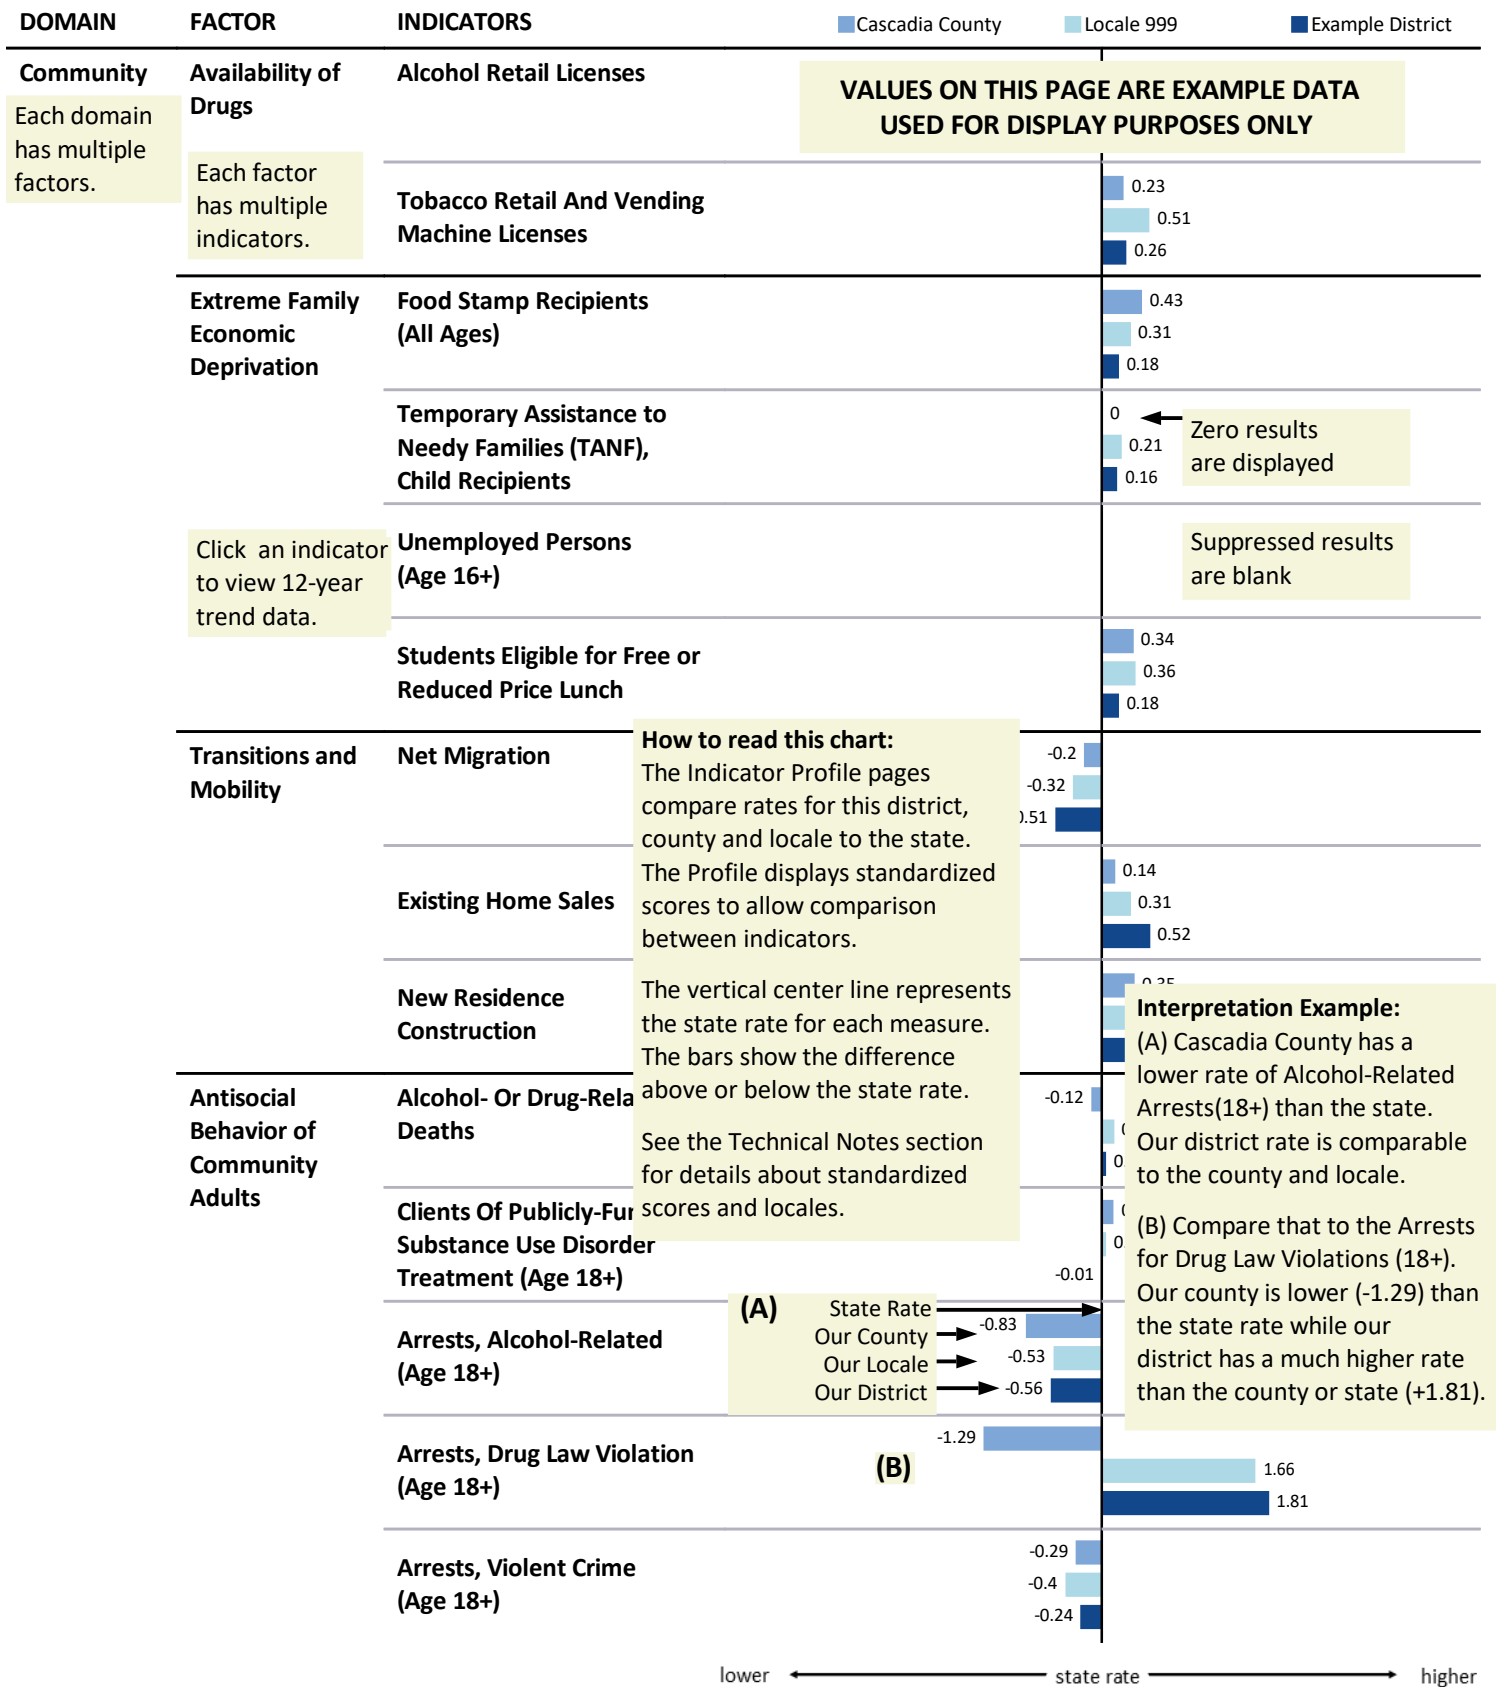 DOMAIN FACTOR INDICATORS Cascadia County Locale 999 Example District
Community
Each domain
has multiple
factors.
Availability of
Drugs
Each factor
has multiple
indicators.
Alcohol Retail Licenses
VALUES ON THIS PAGE ARE EXAMPLE DATA
USED FOR DISPLAY PURPOSES ONLY
Tobacco Retail And Vending
Machine Licenses
0.23
0.51
0.26
Extreme Family
Economic
Deprivation
Food Stamp Recipients
(All Ages)
0.43
0.31
0.18
Temporary Assistance to
Needy Families (TANF),
Child Recipients
0
0.21
0.16
Zero results
are displayed
Click an indicator
to view 12-year
trend data.
Unemployed Persons
(Age 16+)
Suppressed results
are blank
Students Eligible for Free or
Reduced Price Lunch
0.34
0.36
0.18
Transitions and
Mobility
Net Migration
-0.2
-0.32
.51
How to read this chart:
The Indicator Profile pages
compare rates for this district,
county and locale to the state.
The Profile displays standardized
scores to allow comparison
between indicators.
The vertical center line represents
the state rate for each measure.
The bars show the difference
above or below the state rate.
See the Technical Notes section
for details about standardized
scores and locales.
Existing Home Sales
0.14
0.31
0.52
New Residence
Construction
Interpretation Example:
(A) Cascadia County has a
lower rate of Alcohol-Related
Arrests(18+) than the state.
Our district rate is comparable
to the county and locale.
(B) Compare that to the Arrests
for Drug Law Violations (18+).
Our county is lower (-1.29) than
the state rate while our
district has a much higher rate
than the county or state (+1.81).
Antisocial
Behavior of
Community
Adults
Alcohol- Or Drug-Rela
Deaths
-0.12
0.
Clients Of Publicly-Fu
Substance Use Disorder
Treatment (Age 18+)
0.
-0.01
Arrests, Alcohol-Related
(Age 18+)
(A)
State Rate
Our County
Our Locale
Our District
-0.83
-0.53
-0.56
Arrests, Drug Law Violation
(Age 18+)
(B)
-1.29
1.66
1.81
Arrests, Violent Crime
(Age 18+)
-0.29
-0.4
-0.24
lower state rate higher